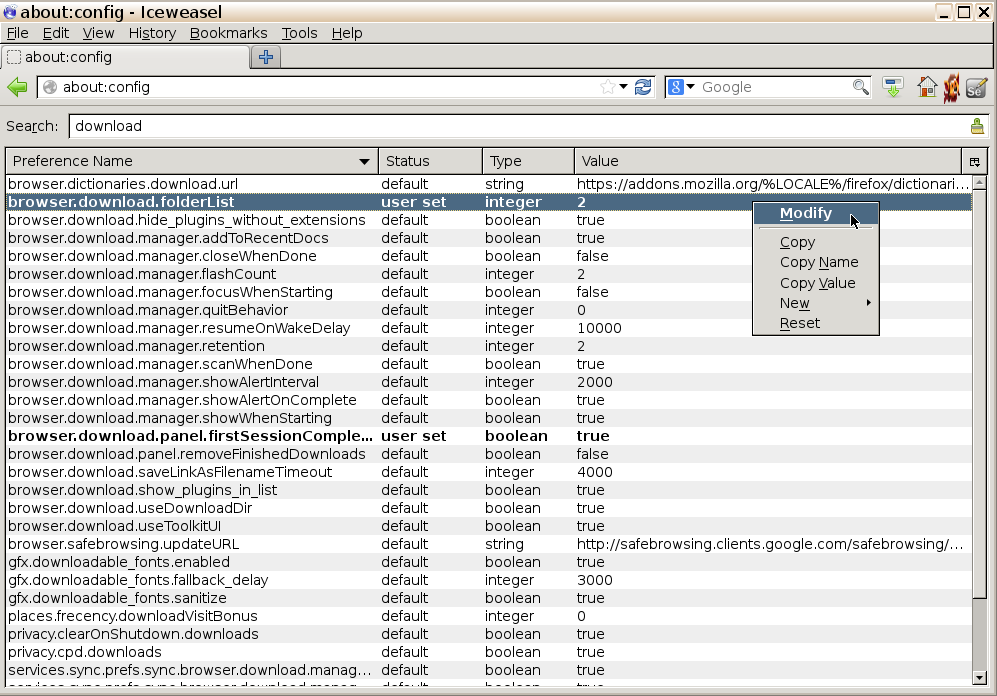 about:config - Iceweasel
File Edit View History Bookmarks Tools Help
about:config
about:config Google
Search: download
Preference Name Status Type Value
browser.dictionaries.download.url default string https://addons.mozilla.org/%LOCALE%/firefox/dictionari...
browser.download.folderList user set integer 2
browser.download.hide_plugins_without_extensions default boolean true
browser.download.manager.addToRecentDocs default boolean true
browser.download.manager.closeWhenDone default boolean false
browser.download.manager.flashCount default integer 2
browser.download.manager.focusWhenStarting default boolean false
browser.download.manager.quitBehavior default integer 0
browser.download.manager.resumeOnWakeDelay default integer 10000
browser.download.manager.retention default integer 2
browser.download.manager.scanWhenDone default boolean true
browser.download.manager.showAlertInterval default integer 2000
browser.download.manager.showAlertOnComplete default boolean true
browser.download.manager.showWhenStarting default boolean true
browser.download.panel.firstSessionComple... user set boolean true
browser.download.panel.removeFinishedDownloads default boolean false
browser.download.saveLinkAsFilenameTimeout default integer 4000
browser.download.show_plugins_in_list default boolean true
browser.download.useDownloadDir default boolean true
browser.download.useToolkitUI default boolean true
browser.safebrowsing.updateURL default string http://safebrowsing.clients.google.com/safebrowsing/...
gfx.downloadable_fonts.enabled default boolean true
gfx.downloadable_fonts.fallback_delay default integer 3000
gfx.downloadable_fonts.sanitize default boolean true
places.frecency.downloadVisitBonus default integer 0
privacy.clearOnShutdown.downloads default boolean true
privacy.cpd.downloads default boolean true
services.sync.prefs.sync.browser.download.manag... default boolean true
Modify
Copy
Copy Name
Copy Value
New
Reset